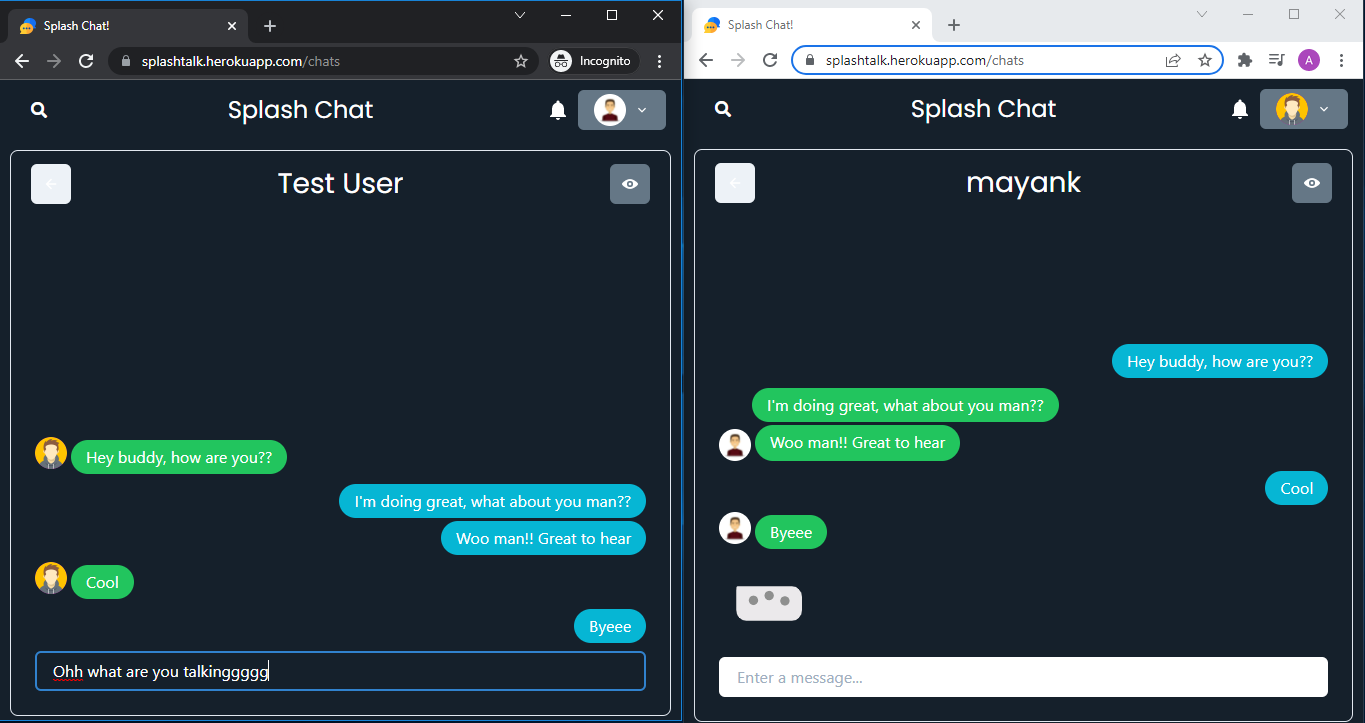 Splash Chat!
splashtalk.herokuapp.com/chats
Incognito
Splash Chat
Test User
Hey buddy, how are you??
I'm doing great, what about you man??
Woo man!! Great to hear
Cool
Byeee
Ohh what are you talkinggggg
Splash Chat!
splashtalk.herokuapp.com/chats
A
Splash Chat
mayank
Hey buddy, how are you??
I'm doing great, what about you man??
Woo man!! Great to hear
Cool
Byeee
Enter a message...